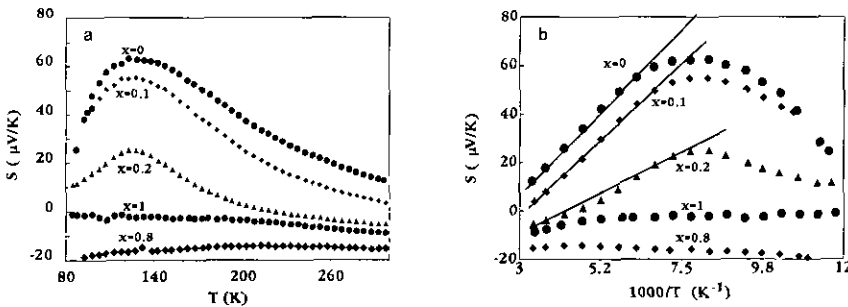 a
S ( μV/K)
80
60
40
20
0
-20
x=0
x=0.1
x=0.2
x=1
x=0.8
80
140
200
260
T (K)
b
S ( μV/K)
80
60
40
20
0
-20
x=0
x=0.1
x=0.2
x=1
x=0.8
3
5.2
7.5
9.8
12
1000/T (K⁻¹)